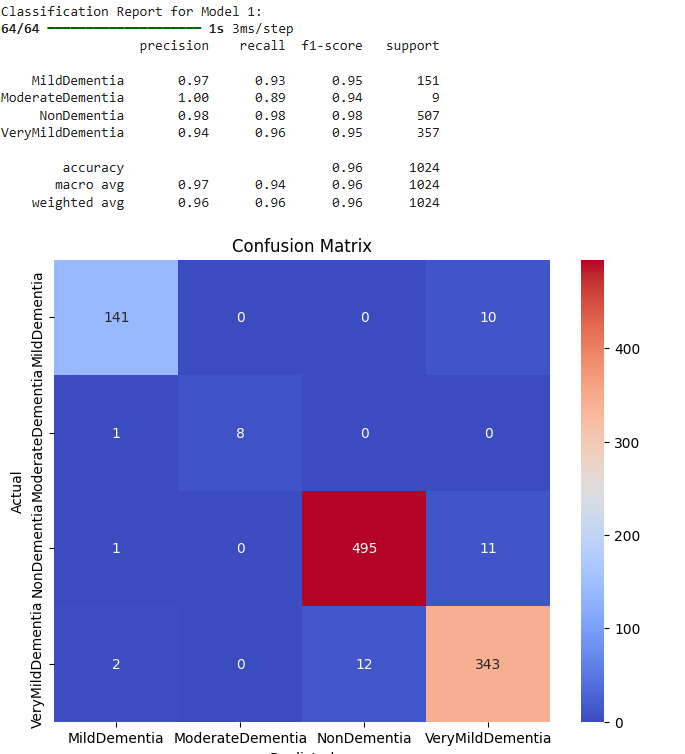 Classification Report for Model 1:
64/64 ━━━━━━━━━━━━━━━━━━━━ 1s 3ms/step
precision recall f1-score support
MildDementia 0.97 0.93 0.95 151
ModerateDementia 1.00 0.89 0.94 9
NonDementia 0.98 0.98 0.98 507
VeryMildDementia 0.94 0.96 0.95 357
accuracy 0.96 1024
macro avg 0.97 0.94 0.96 1024
weighted avg 0.96 0.96 0.96 1024
Confusion Matrix
Actual
MildDementia 141 0 0 10
ModerateDementia 1 8 0 0
NonDementia 1 0 495 11
VeryMildDementia 2 0 12 343
MildDementia ModerateDementia NonDementia VeryMildDementia
400
300
200
100
0